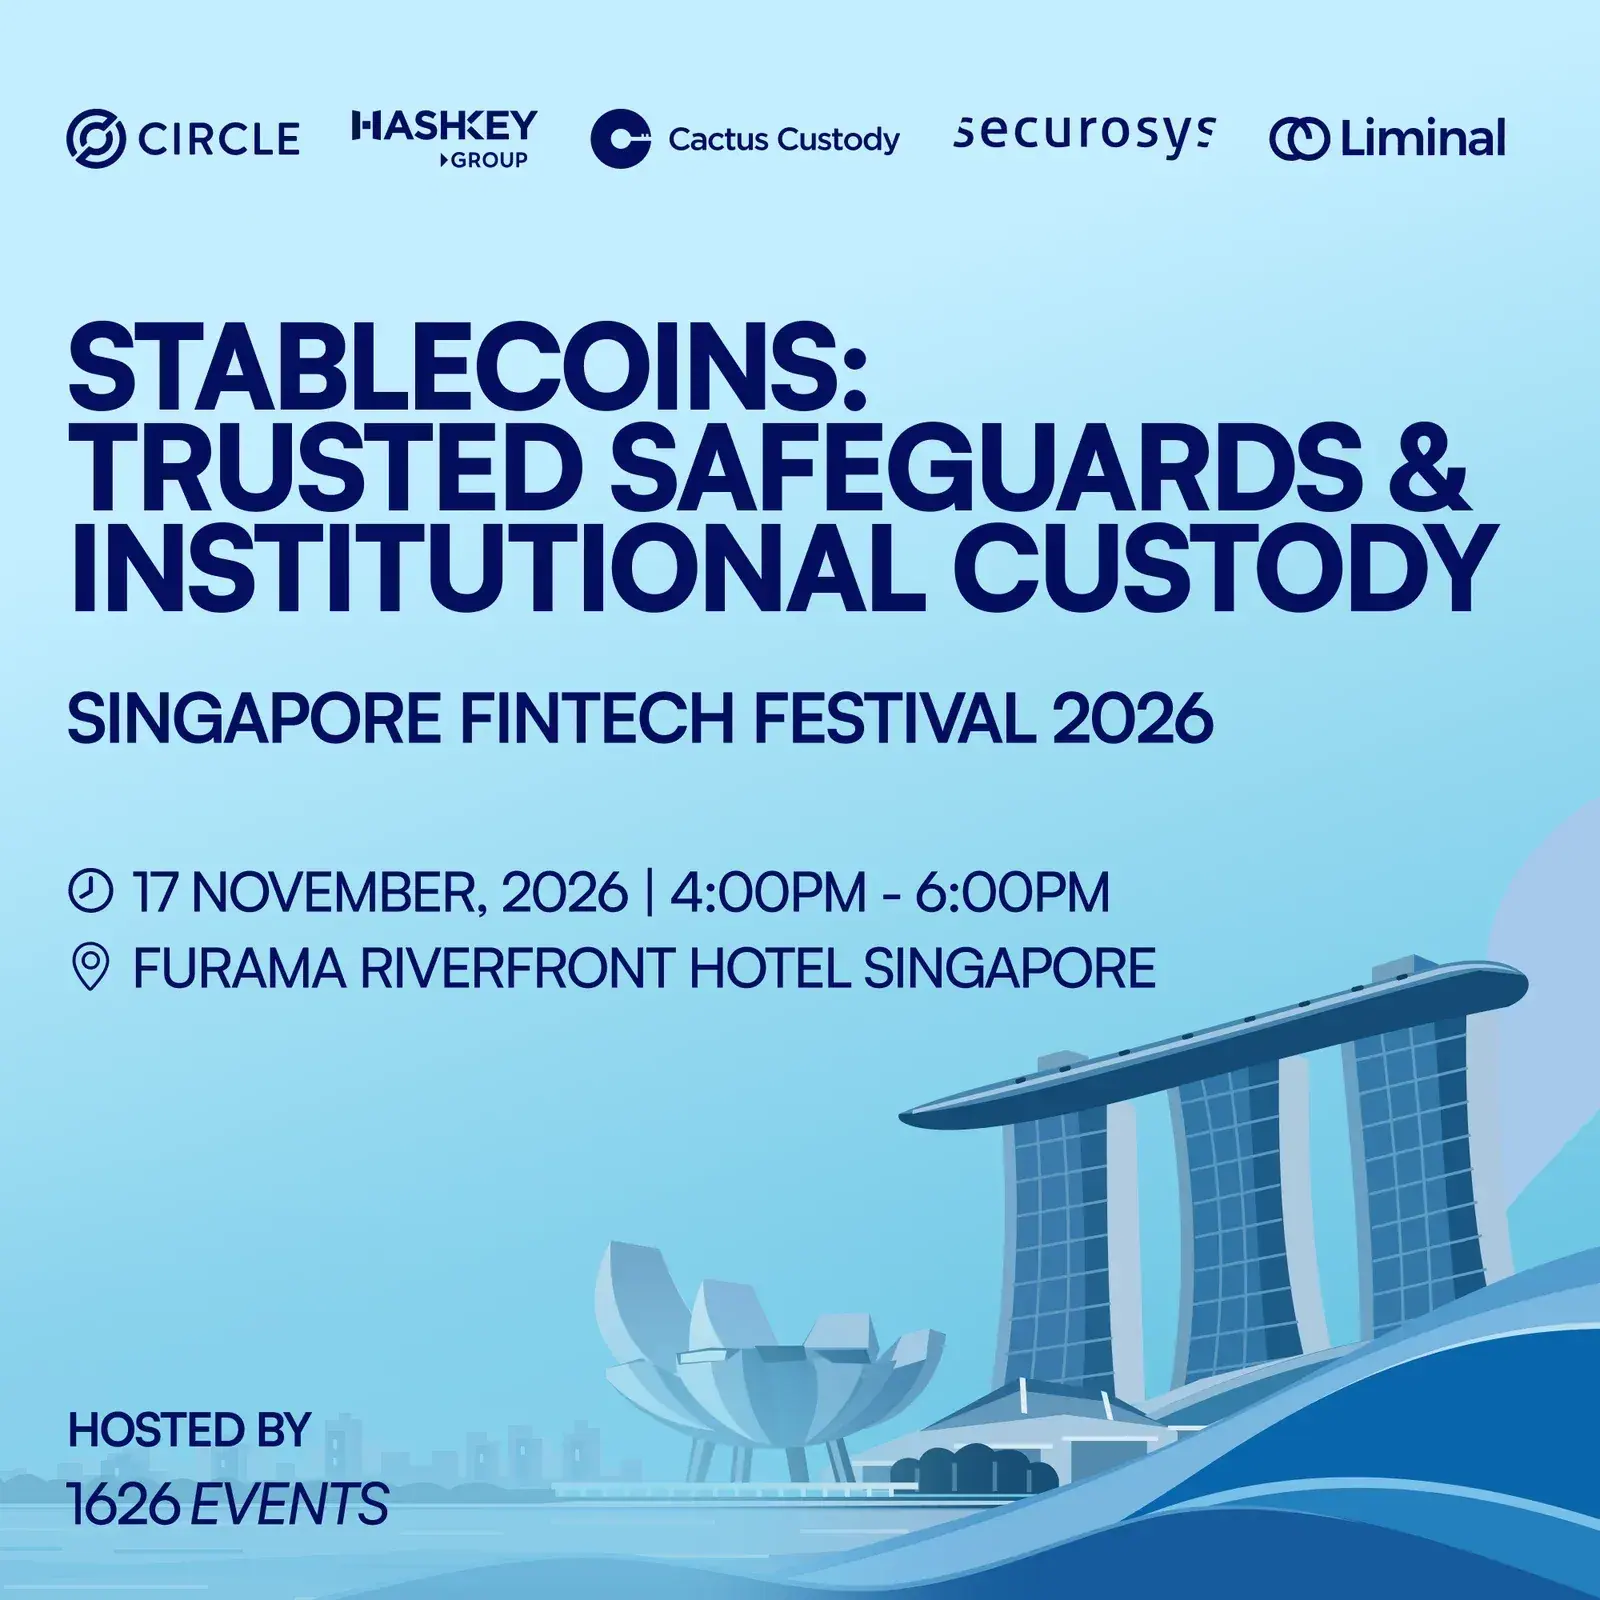 CIRCLE
HASHKEY
GROUP
Cactus Custody
securosys
Liminal
STABLECOINS:
TRUSTED SAFEGUARDS &
INSTITUTIONAL CUSTODY
SINGAPORE FINTECH FESTIVAL 2026
17 NOVEMBER, 2026 | 4:00PM - 6:00PM
FURAMA RIVERFRONT HOTEL SINGAPORE
HOSTED BY
1626 EVENTS